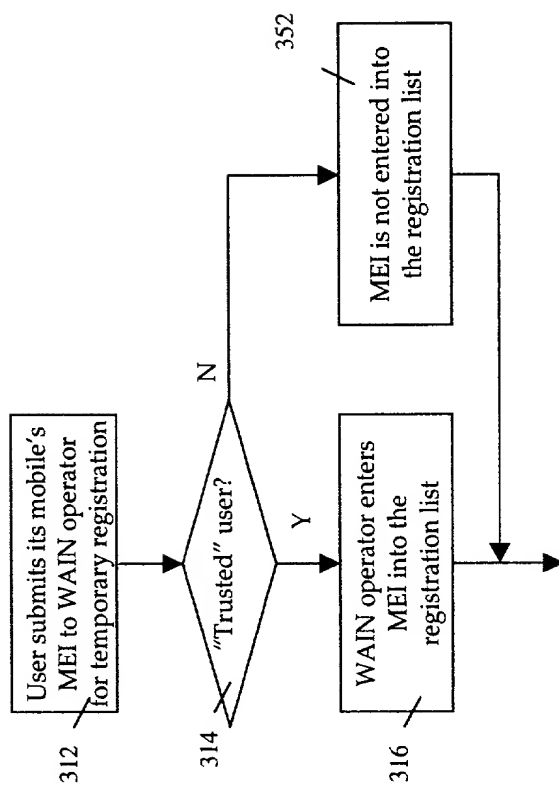 User submits its mobile's
MEI to WAIN operator
for temporary registration
312
"Trusted" user?
314
N
Y
WAIN operator enters
MEI into the
registration list
316
MEI is not entered into
the registration list
352